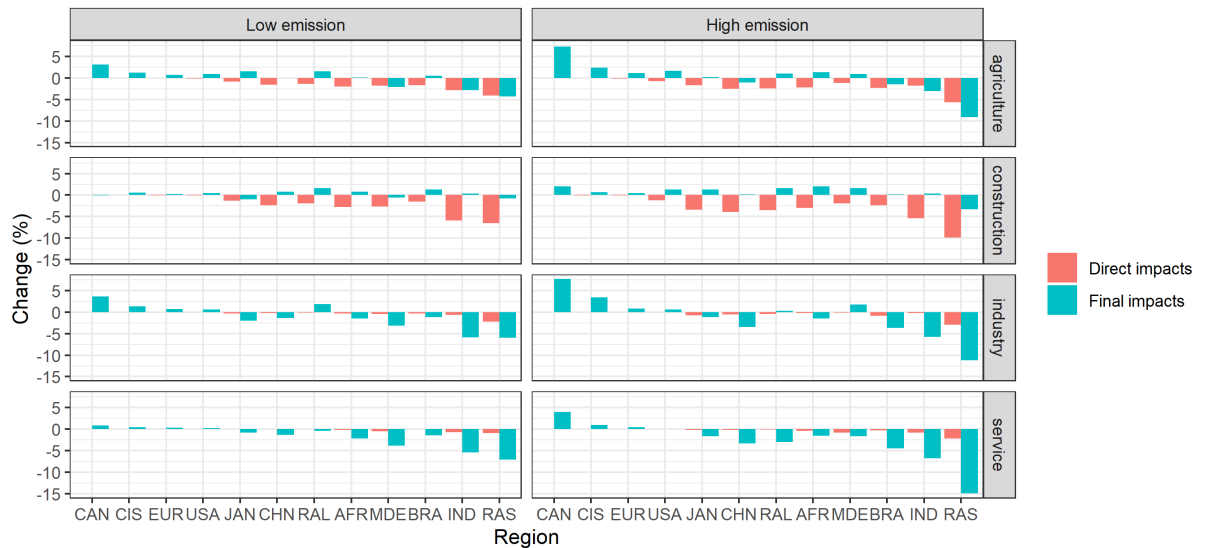 Low emission
High emission
5
0
-5
-10
-15
agriculture
5
0
-5
-10
-15
construction
5
0
-5
-10
-15
industry
5
0
-5
-10
-15
service
Change (%)
CAN CIS EUR USA JAN CHN RAL AFR MDE BRA IND RAS
CAN CIS EUR USA JAN CHN RAL AFR MDE BRA IND RAS
Region
Direct impacts
Final impacts